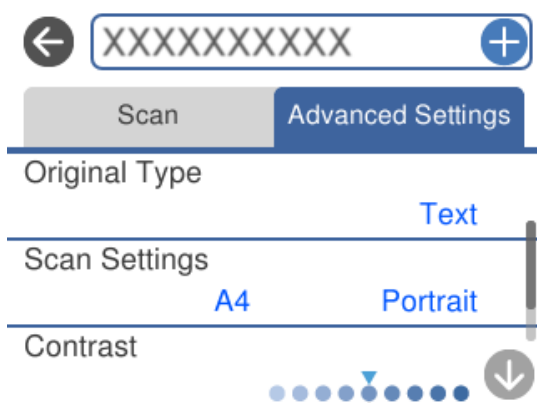 XXXXXXXXXX
Scan
Advanced Settings
Original Type
Text
Scan Settings
A4 Portrait
Contrast